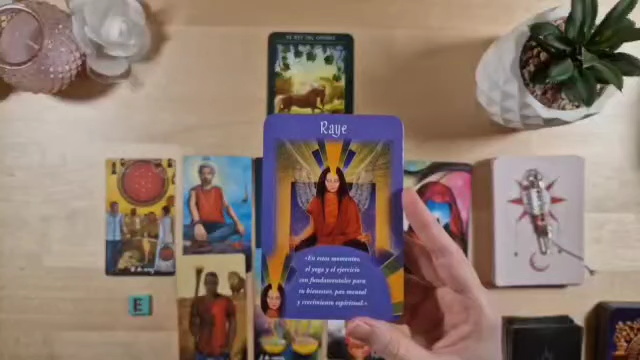 Raye
«En estos momentos,
el yoga y el ejercicio
son fundamentales para
tu bienestar, paz mental
y crecimiento espiritual.»
E